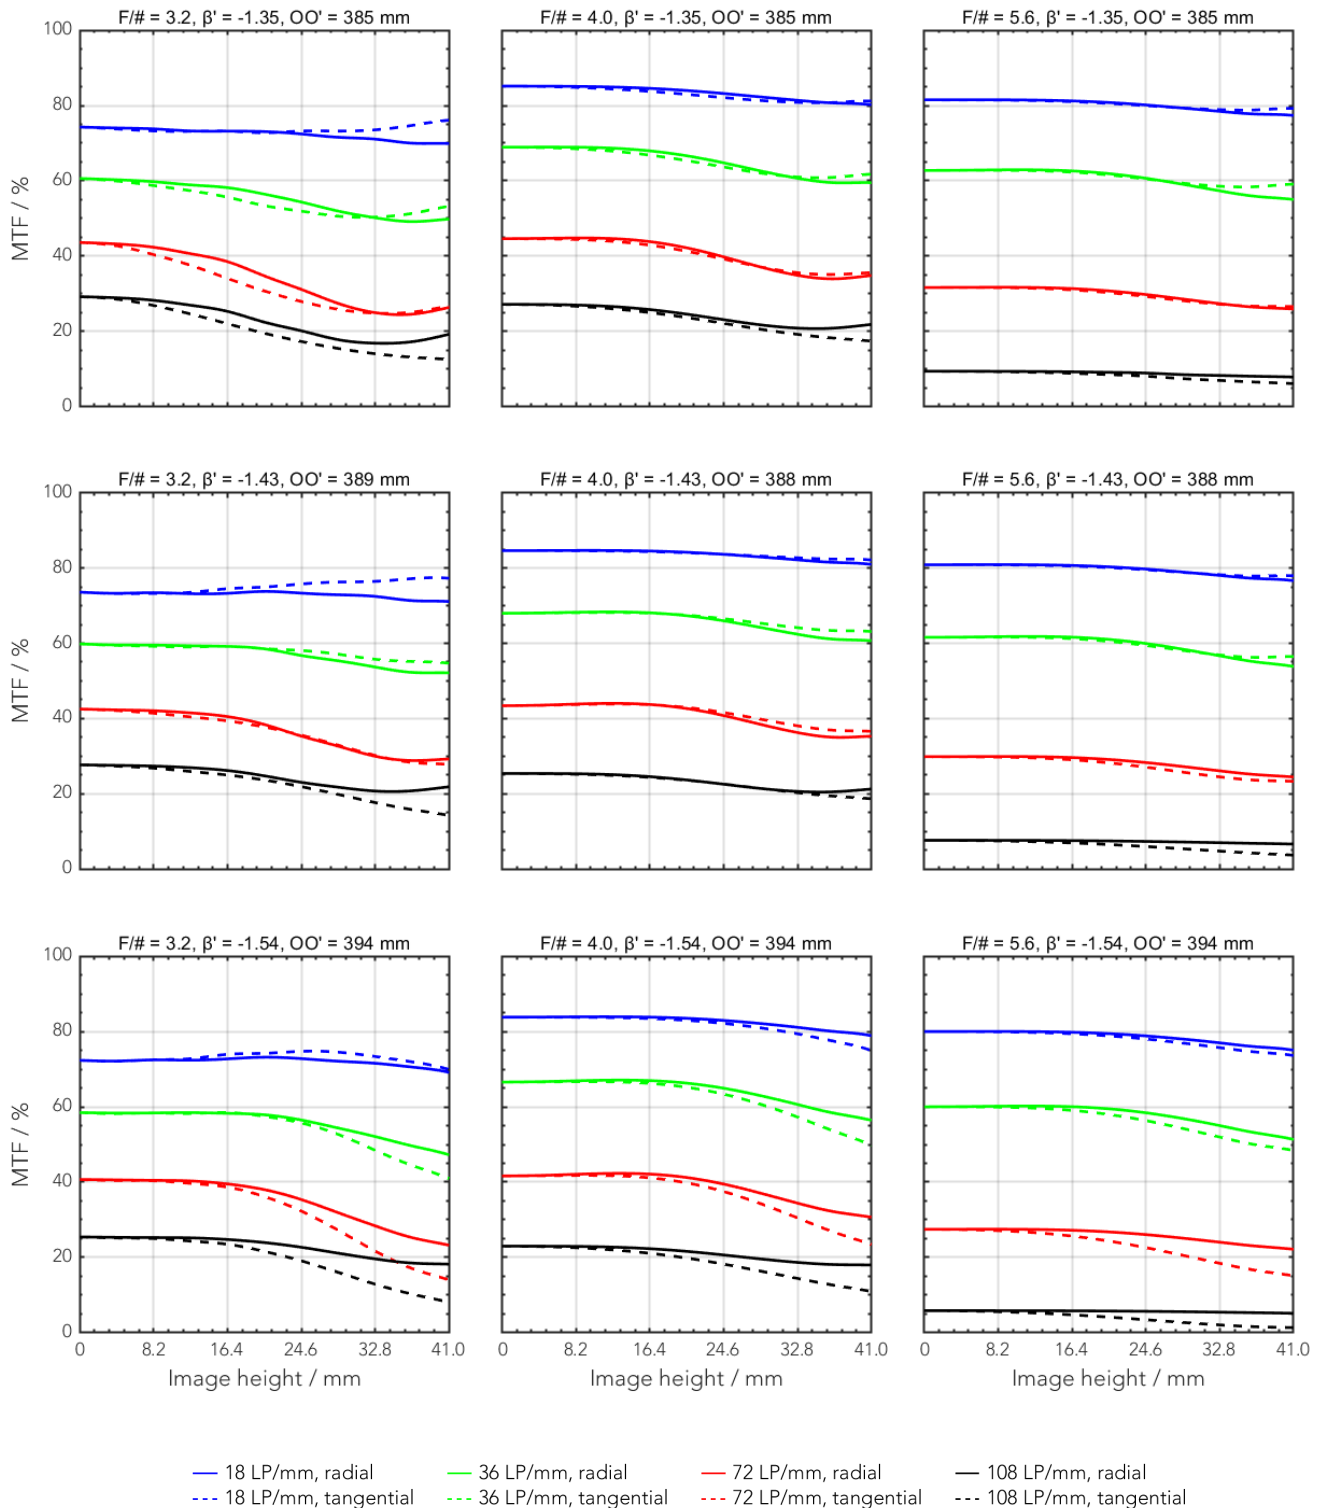 F/# = 3.2, β' = -1.35, OO' = 385 mm
F/# = 4.0, β' = -1.35, OO' = 385 mm
F/# = 5.6, β' = -1.35, OO' = 385 mm
100
80
60
40
20
0
MTF / %
F/# = 3.2, β' = -1.43, OO' = 389 mm
F/# = 4.0, β' = -1.43, OO' = 388 mm
F/# = 5.6, β' = -1.43, OO' = 388 mm
100
80
60
40
20
0
MTF / %
F/# = 3.2, β' = -1.54, OO' = 394 mm
F/# = 4.0, β' = -1.54, OO' = 394 mm
F/# = 5.6, β' = -1.54, OO' = 394 mm
100
80
60
40
20
0
MTF / %
0 8.2 16.4 24.6 32.8 41.0
0 8.2 16.4 24.6 32.8 41.0
0 8.2 16.4 24.6 32.8 41.0
Image height / mm
Image height / mm
Image height / mm
18 LP/mm, radial
36 LP/mm, radial
72 LP/mm, radial
108 LP/mm, radial
18 LP/mm, tangential
36 LP/mm, tangential
72 LP/mm, tangential
108 LP/mm, tangential